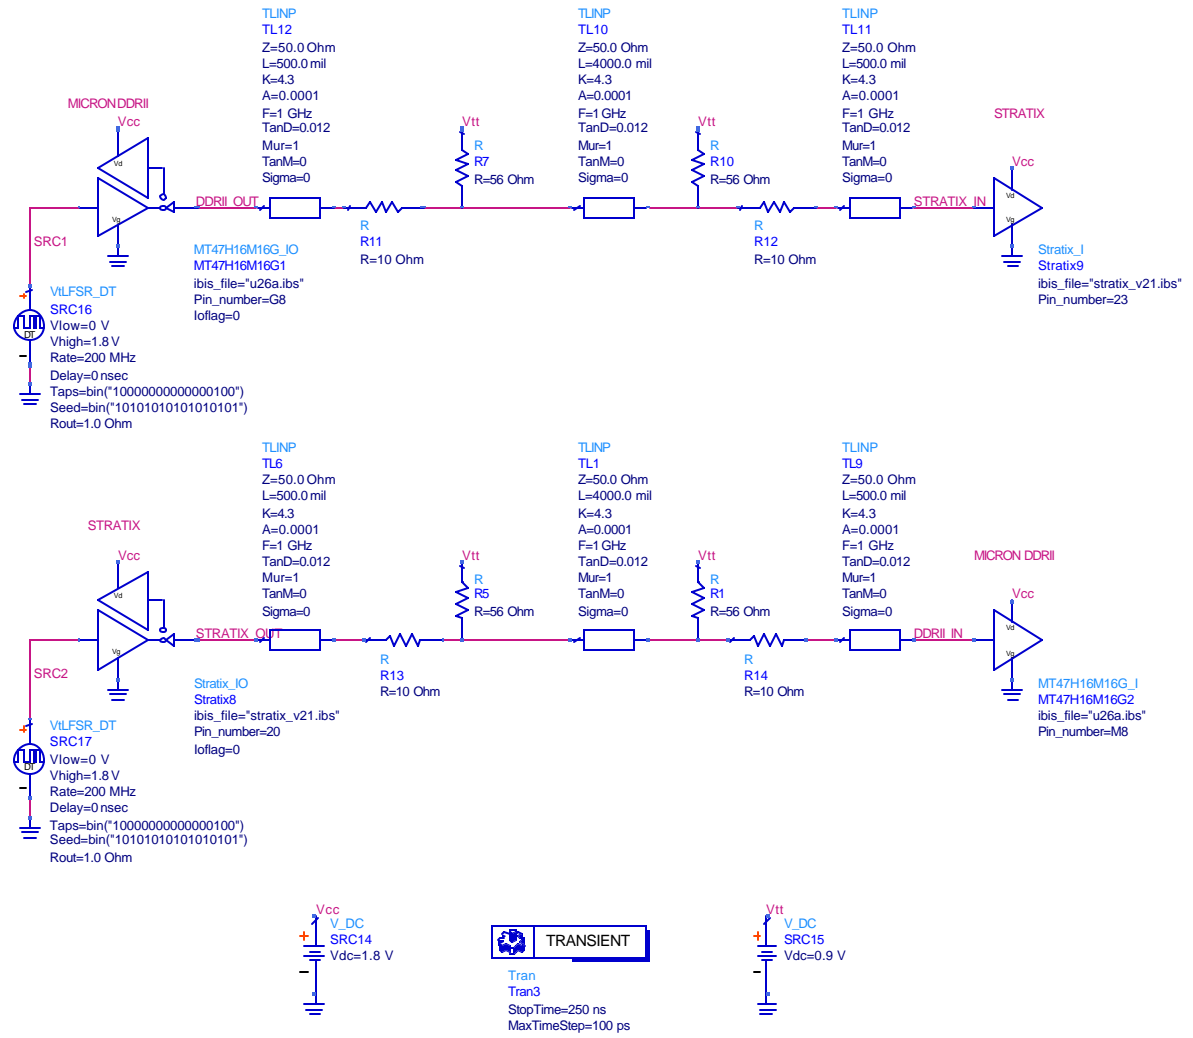 TLINP
TL12
Z=50.0 Ohm
L=500.0 mil
K=4.3
A=0.0001
F=1 GHz
TanD=0.012
Mur=1
TanM=0
Sigma=0
TLINP
TL10
Z=50.0 Ohm
L=4000.0 mil
K=4.3
A=0.0001
F=1 GHz
TanD=0.012
Mur=1
TanM=0
Sigma=0
TLINP
TL11
Z=50.0 Ohm
L=500.0 mil
K=4.3
A=0.0001
F=1 GHz
TanD=0.012
Mur=1
TanM=0
Sigma=0
MICRON DDRII
Vcc
Vd
Vg
DDRII_OUT
Vtt
R
R7
R=56 Ohm
Vtt
R
R10
R=56 Ohm
STRATIX
Vcc
Vd
Vg
STRATIX_IN
SRC1
MT47H16M16G_IO
MT47H16M16G1
ibis_file="u26a.ibs"
Pin_number=G8
Ioflag=0
R
R11
R=10 Ohm
R
R12
R=10 Ohm
Stratix_I
Stratix9
ibis_file="stratix_v21.ibs"
Pin_number=23
VtLFSR_DT
SRC16
Vlow=0 V
Vhigh=1.8 V
Rate=200 MHz
Delay=0 nsec
Taps=bin("10000000000000100")
Seed=bin("10101010101010101")
Rout=1.0 Ohm
DT
TLINP
TL6
Z=50.0 Ohm
L=500.0 mil
K=4.3
A=0.0001
F=1 GHz
TanD=0.012
Mur=1
TanM=0
Sigma=0
TLINP
TL1
Z=50.0 Ohm
L=4000.0 mil
K=4.3
A=0.0001
F=1 GHz
TanD=0.012
Mur=1
TanM=0
Sigma=0
TLINP
TL9
Z=50.0 Ohm
L=500.0 mil
K=4.3
A=0.0001
F=1 GHz
TanD=0.012
Mur=1
TanM=0
Sigma=0
STRATIX
Vcc
Vd
Vg
STRATIX_OUT
Vtt
R
R5
R=56 Ohm
Vtt
R
R1
R=56 Ohm
MICRON DDRII
Vcc
Vd
Vg
DDRII_IN
SRC2
Stratix_IO
Stratix8
ibis_file="stratix_v21.ibs"
Pin_number=20
Ioflag=0
R
R13
R=10 Ohm
R
R14
R=10 Ohm
MT47H16M16G_I
MT47H16M16G2
ibis_file="u26a.ibs"
Pin_number=M8
VtLFSR_DT
SRC17
Vlow=0 V
Vhigh=1.8 V
Rate=200 MHz
Delay=0 nsec
Taps=bin("10000000000000100")
Seed=bin("10101010101010101")
Rout=1.0 Ohm
DT
Vcc
V_DC
SRC14
Vdc=1.8 V
TRANSIENT
Tran
Tran3
StopTime=250 ns
MaxTimeStep=100 ps
Vtt
V_DC
SRC15
Vdc=0.9 V